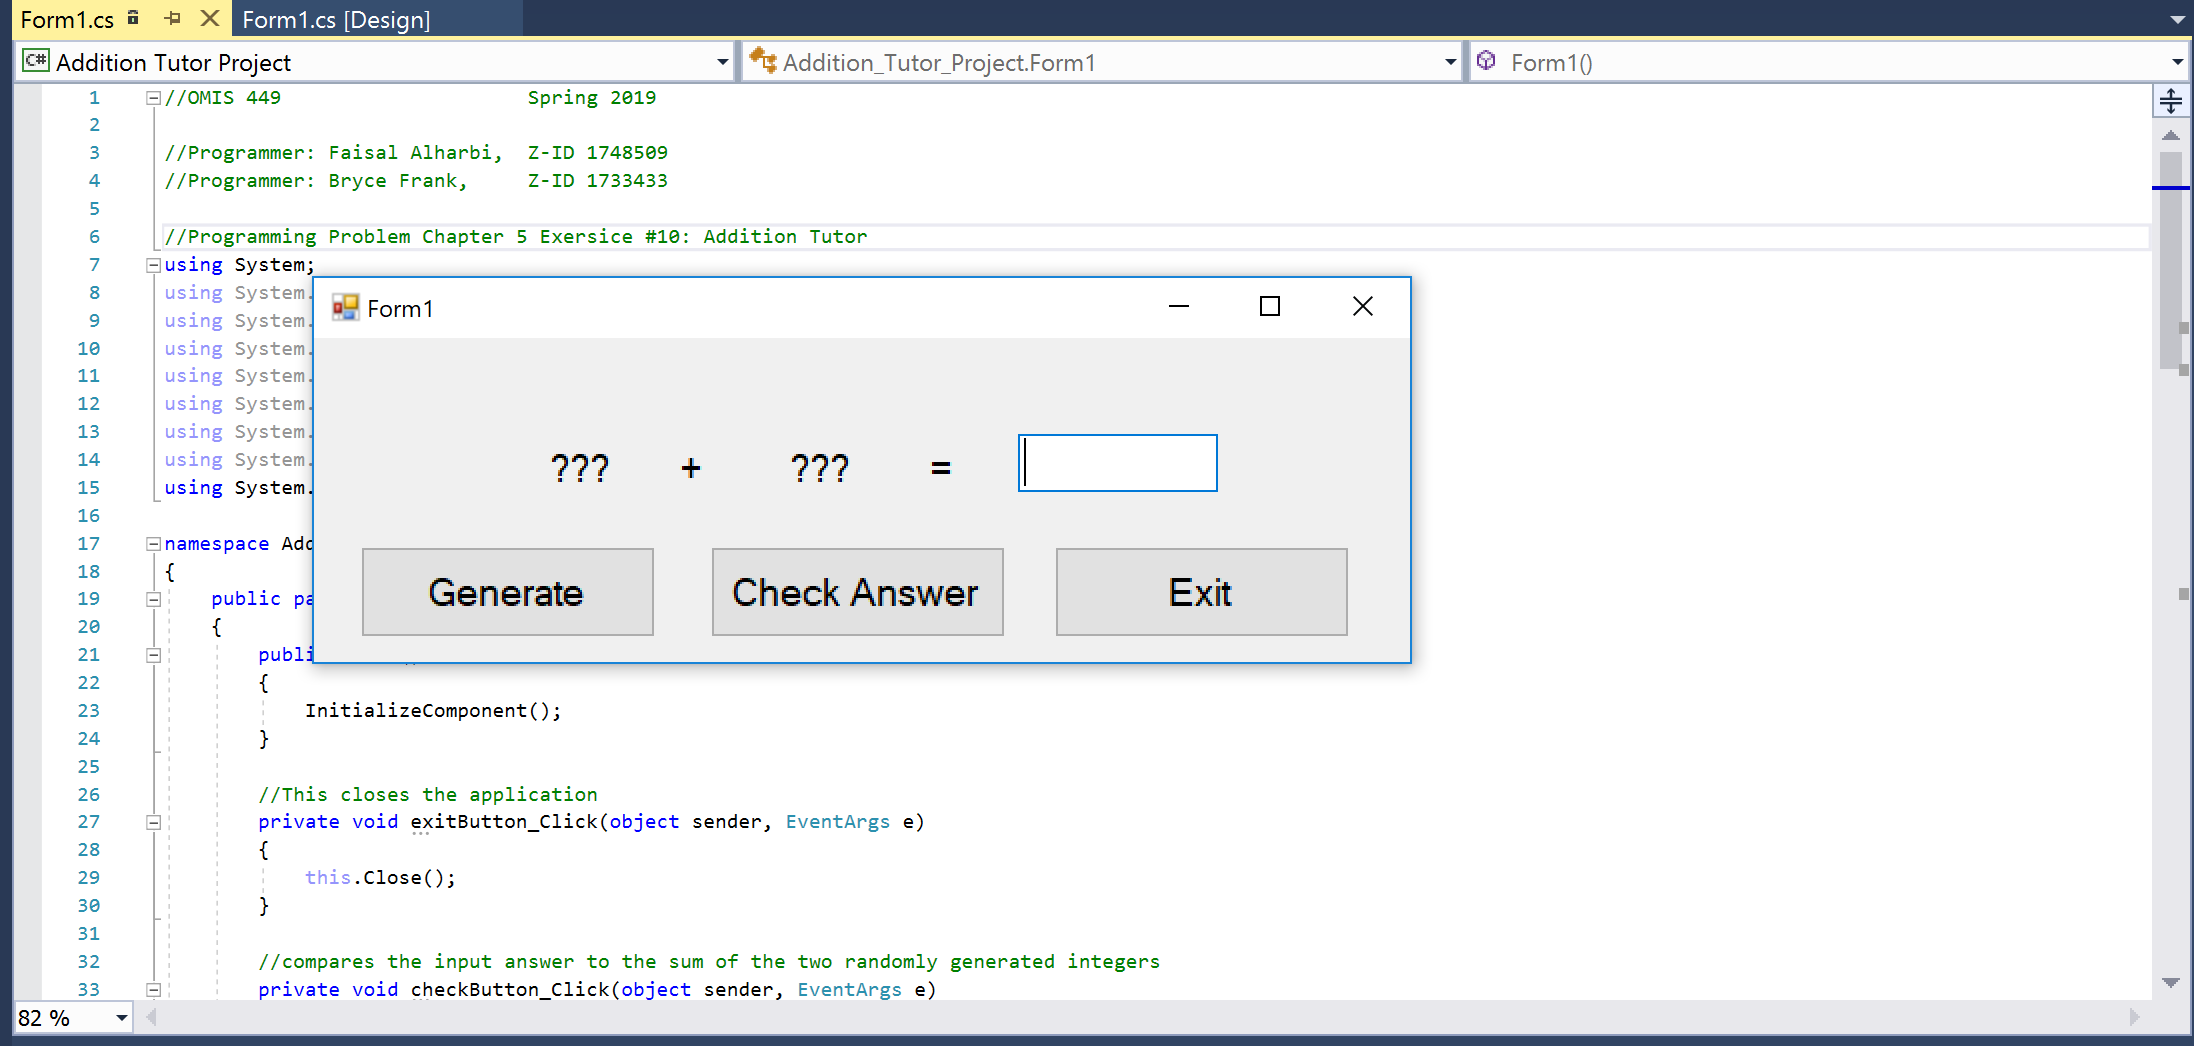 Form1.cs Form1.cs [Design]
C# Addition Tutor Project Addition_Tutor_Project.Form1 Form1()
1 //OMIS 449 Spring 2019
2
3 //Programmer: Faisal Alharbi, Z-ID 1748509
4 //Programmer: Bryce Frank, Z-ID 1733433
5
6 //Programming Problem Chapter 5 Exersice #10: Addition Tutor
7 using System;
8 using System.
9 using System.
10 using System.
11 using System.
12 using System.
13 using System.
14 using System.
15 using System.
16
17 namespace Add
18 {
19 public pa
20 {
21 publi
22 {
23 InitializeComponent();
24 }
25
26 //This closes the application
27 private void exitButton_Click(object sender, EventArgs e)
28 {
29 this.Close();
30 }
31
32 //compares the input answer to the sum of the two randomly generated integers
33 private void checkButton_Click(object sender, EventArgs e)
82 %
Form1
??? + ??? =
Generate Check Answer Exit